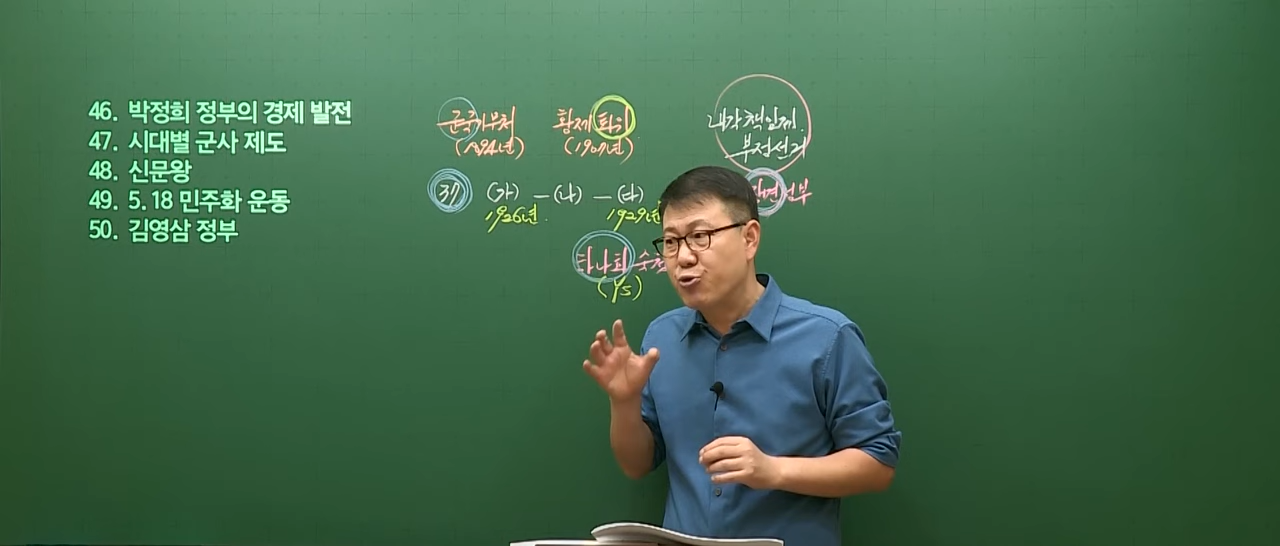 46. 박정희 정부의 경제 발전
47. 시대별 군사 제도
48. 신문왕
49. 5. 18 민주화 운동
50. 김영삼 정부
군국기무처
(1894년)
황제 퇴위
(1907년)
내각책임제
부정선거
37 (가) – (나) – (다)
1926년.
1929년
정부
하나회 숙청
(YS)